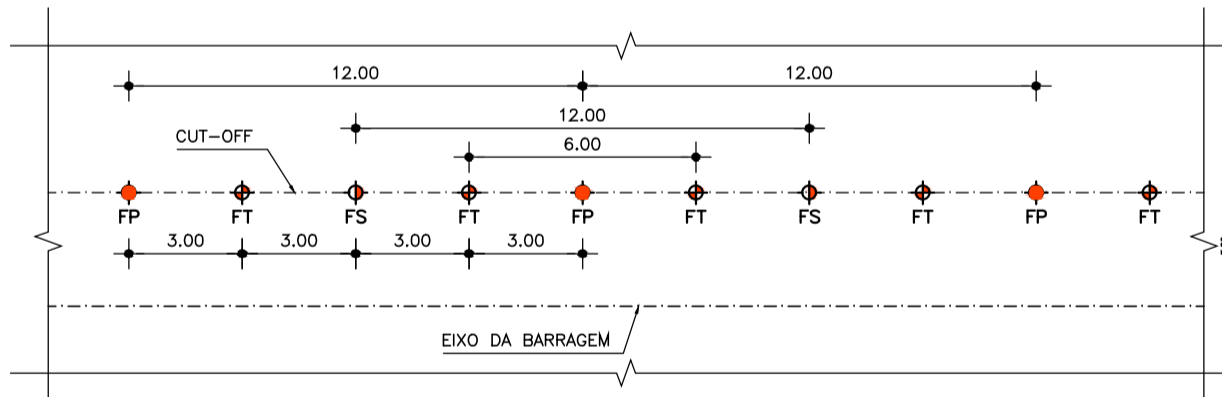 12.00 12.00
12.00
CUT-OFF
6.00
FP FT FS FT FP FT FS FT FP FT
3.00 3.00 3.00 3.00
EIXO DA BARRAGEM